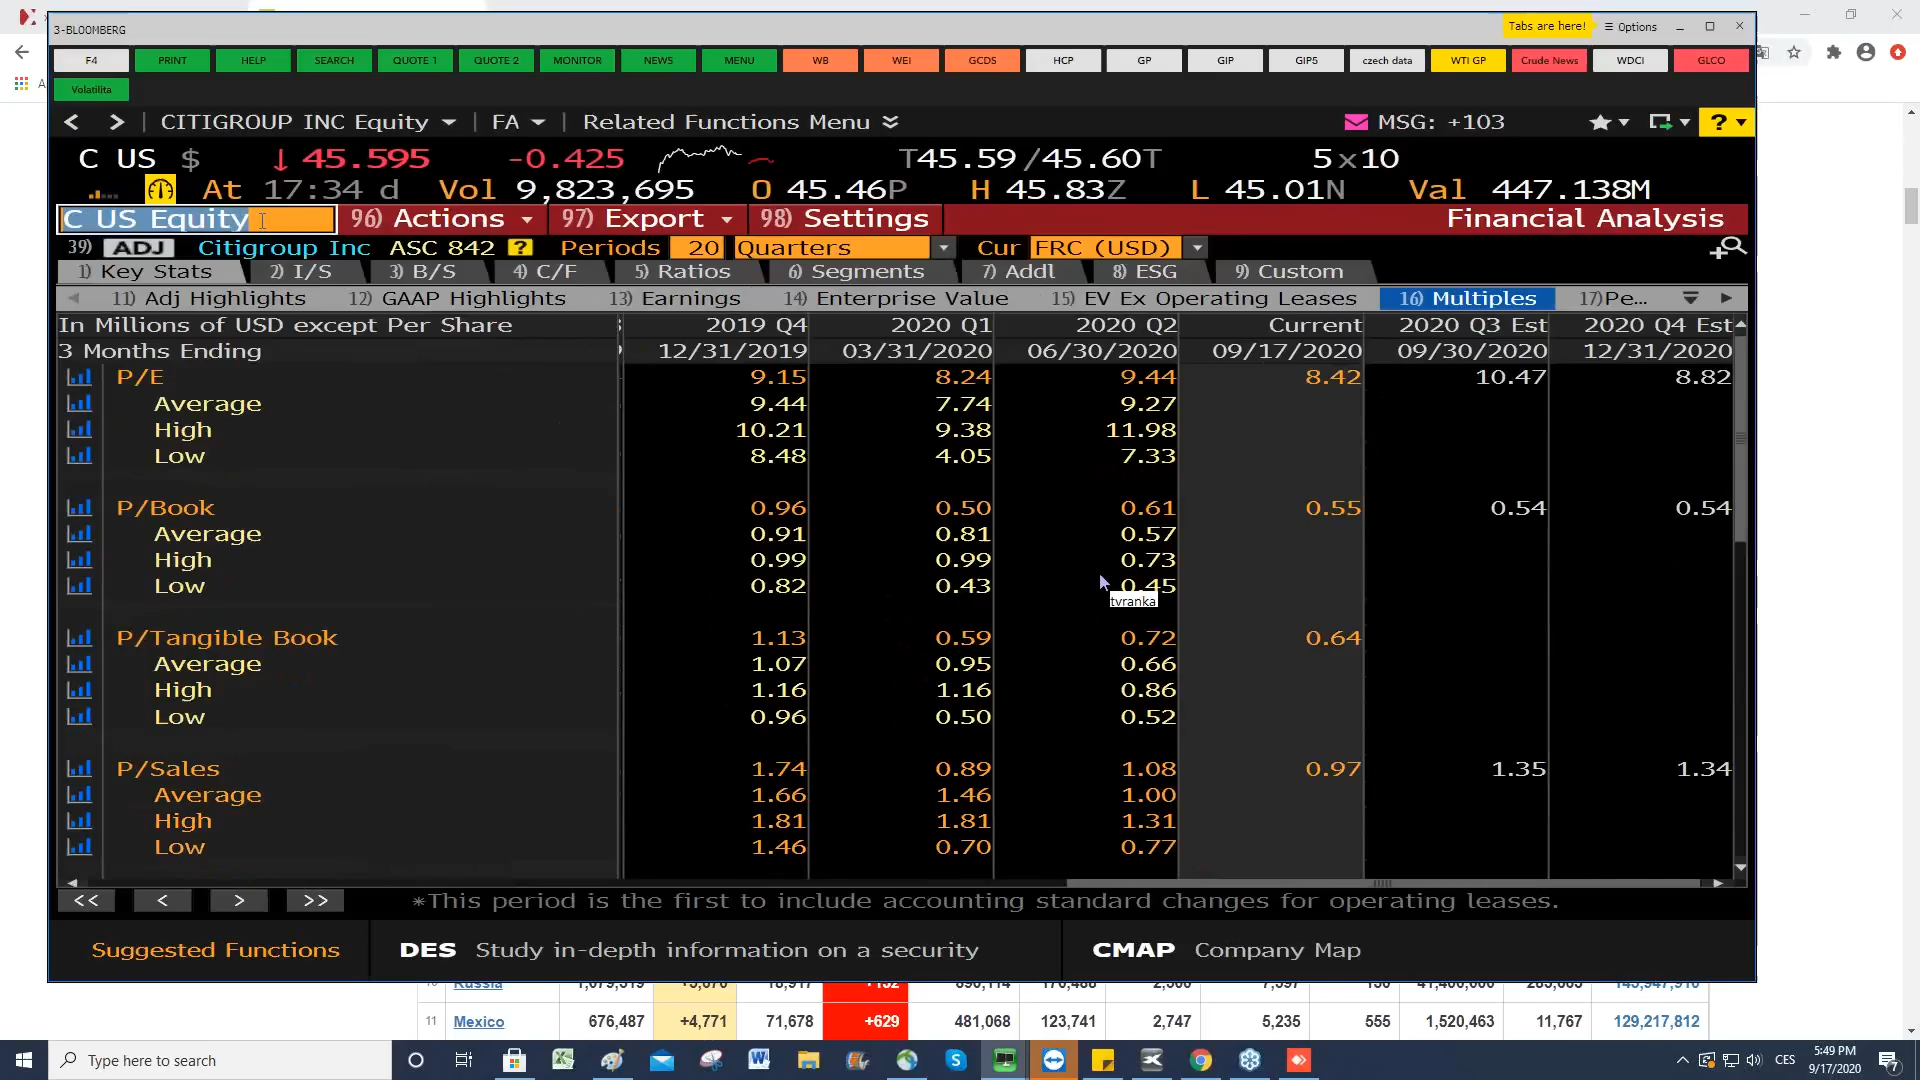 3-BLOOMBERG
Tabs are here! Options
F4 PRINT HELP SEARCH QUOTE 1 QUOTE 2 MONITOR NEWS MENU WB WEI GCDS HCP GP GIP GIP5 czech data WTI GP Crude News WDCI GLCO
Volatilita
CITIGROUP INC Equity FA Related Functions Menu MSG: +103 ?
C US $ ↓ 45.595 -0.425 T45.59/45.60T 5x10
At 17:34 d Vol 9,823,695 O 45.46P H 45.83Z L 45.01N Val 447.138M
C US Equity 96) Actions 97) Export 98) Settings Financial Analysis
39) ADJ Citigroup Inc ASC 842 ? Periods 20 Quarters Cur FRC (USD)
1) Key Stats 2) I/S 3) B/S 4) C/F 5) Ratios 6) Segments 7) Addl 8) ESG 9) Custom
11) Adj Highlights 12) GAAP Highlights 13) Earnings 14) Enterprise Value 15) EV Ex Operating Leases 16) Multiples 17)Pe...
In Millions of USD except Per Share 2019 Q4 2020 Q1 2020 Q2 Current 2020 Q3 Est 2020 Q4 Est
3 Months Ending 12/31/2019 03/31/2020 06/30/2020 09/17/2020 09/30/2020 12/31/2020
P/E 9.15 8.24 9.44 8.42 10.47 8.82
Average 9.44 7.74 9.27
High 10.21 9.38 11.98
Low 8.48 4.05 7.33
P/Book 0.96 0.50 0.61 0.55 0.54 0.54
Average 0.91 0.81 0.57
High 0.99 0.99 0.73
Low 0.82 0.43 0.45
tvranka
P/Tangible Book 1.13 0.59 0.72 0.64
Average 1.07 0.95 0.66
High 1.16 1.16 0.86
Low 0.96 0.50 0.52
P/Sales 1.74 0.89 1.08 0.97 1.35 1.34
Average 1.66 1.46 1.00
High 1.81 1.81 1.31
Low 1.46 0.70 0.77
<< < > >> *This period is the first to include accounting standard changes for operating leases.
Suggested Functions DES Study in-depth information on a security CMAP Company Map
Russia
11 Mexico 676,487 +4,771 71,678 +629 481,068 123,741 2,747 5,235 555 1,520,463 11,767 129,217,812
Type here to search CES 5:49 PM
9/17/2020 7